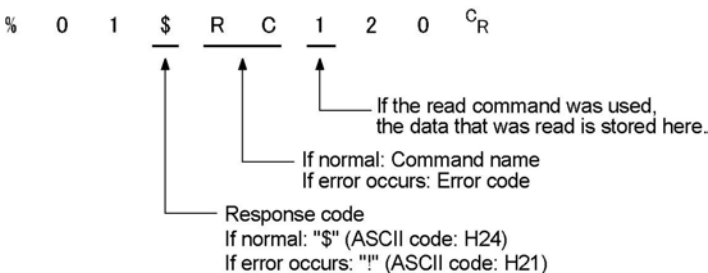 % 0 1 $ R C 1 2 0 CR
If the read command was used,
the data that was read is stored here.
If normal: Command name
If error occurs: Error code
Response code
If normal: "$" (ASCII code: H24)
If error occurs: "!" (ASCII code: H21)